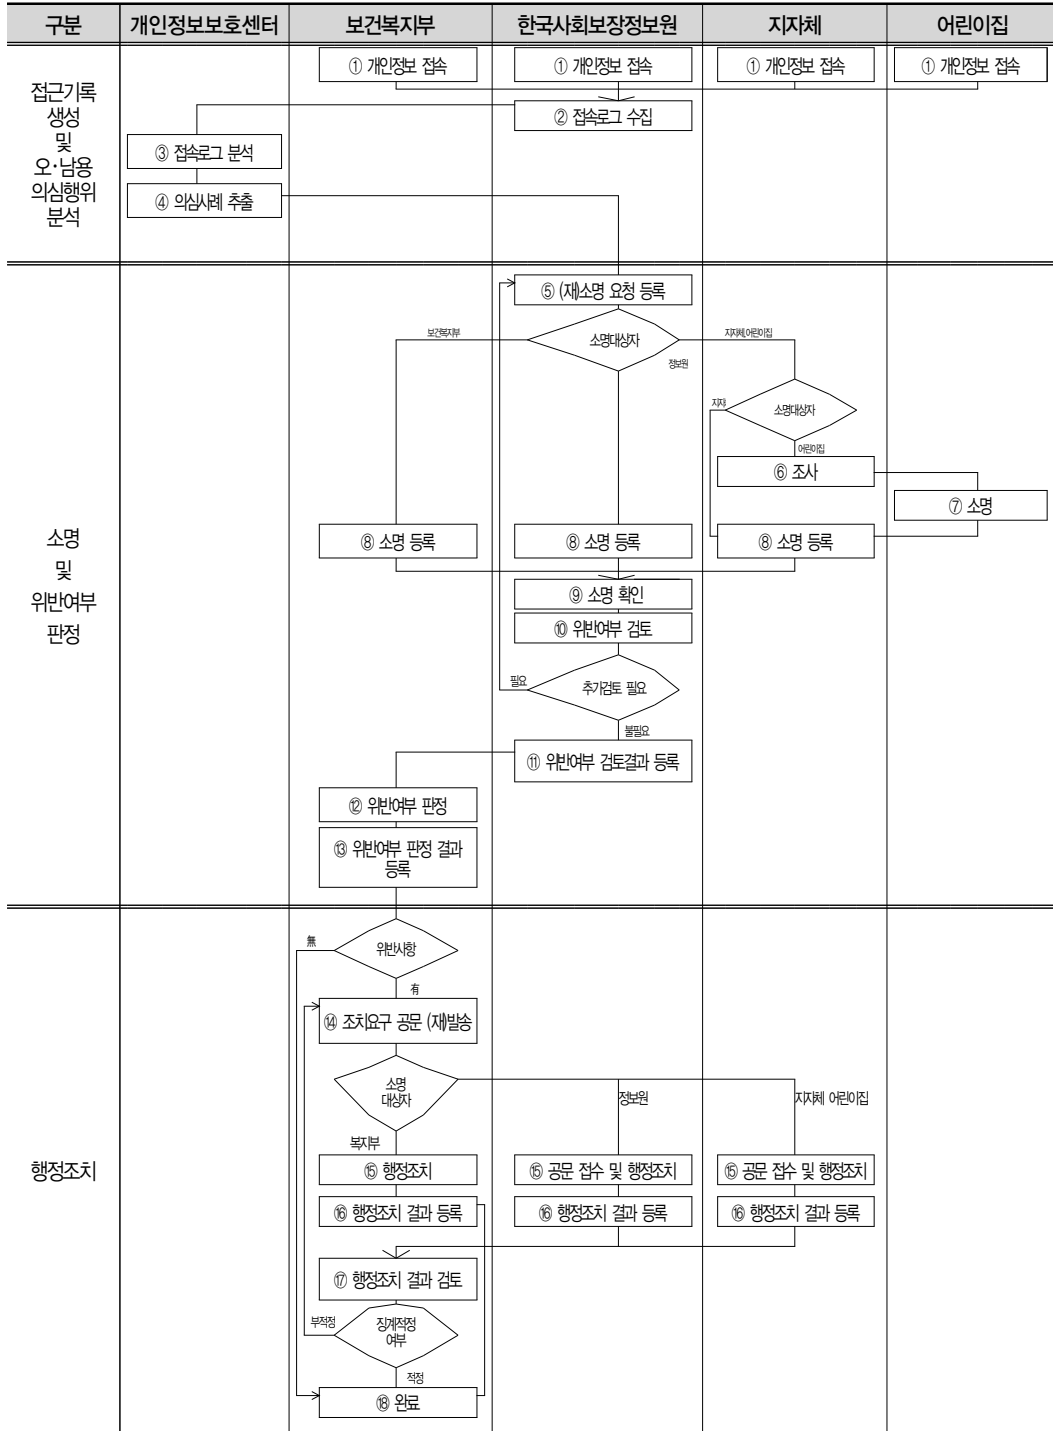 구분 개인정보보호센터 보건복지부 한국사회보장정보원 지자체 어린이집
접근기록
생성
및
오·남용
의심행위
분석
① 개인정보 접속 ① 개인정보 접속 ① 개인정보 접속 ① 개인정보 접속
② 접속로그 수집
③ 접속로그 분석
④ 의심사례 추출
소명
및
위반여부
판정
⑤ (재)소명 요청 등록
보건복지부 소명대상자 지자체,어린이집
정보원
지자 소명대상자
어린이집
⑥ 조사
⑦ 소명
⑧ 소명 등록 ⑧ 소명 등록 ⑧ 소명 등록
⑨ 소명 확인
⑩ 위반여부 검토
필요 추가검토 필요
불필요
⑪ 위반여부 검토결과 등록
⑫ 위반여부 판정
⑬ 위반여부 판정 결과
등록
행정조치
無 위반사항
有
⑭ 조치요구 공문 (재)발송
소명
대상자
정보원 지자체 어린이집
복지부
⑮ 행정조치 ⑮ 공문 접수 및 행정조치 ⑮ 공문 접수 및 행정조치
⑯ 행정조치 결과 등록 ⑯ 행정조치 결과 등록 ⑯ 행정조치 결과 등록
⑰ 행정조치 결과 검토
부적정 징계적정
여부
적정
⑱ 완료